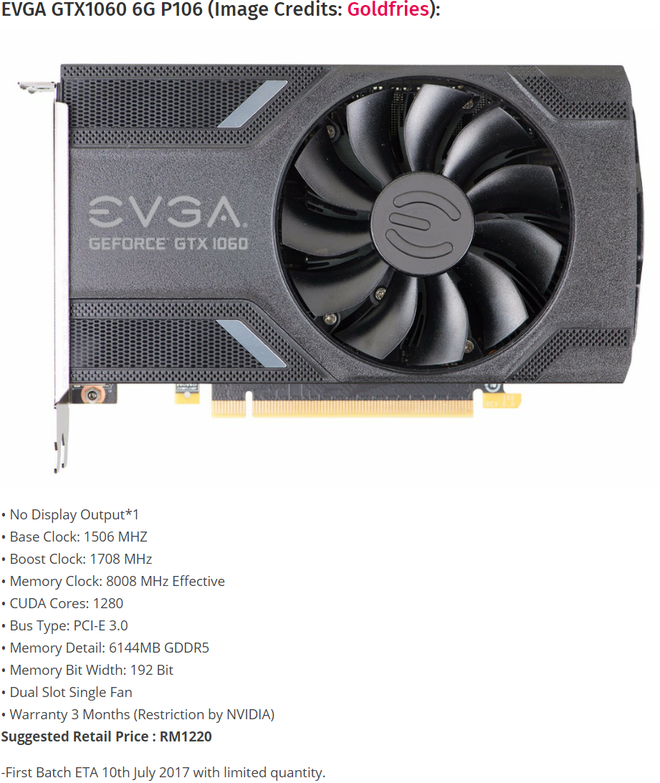 EVGA GTX1060 6G P106 (Image Credits: Goldfries):
EVGA.
GEFORCE® GTX 1060
• No Display Output*1
• Base Clock: 1506 MHZ
• Boost Clock: 1708 MHz
• Memory Clock: 8008 MHz Effective
• CUDA Cores: 1280
• Bus Type: PCI-E 3.0
• Memory Detail: 6144MB GDDR5
• Memory Bit Width: 192 Bit
• Dual Slot Single Fan
• Warranty 3 Months (Restriction by NVIDIA)
Suggested Retail Price : RM1220
-First Batch ETA 10th July 2017 with limited quantity.